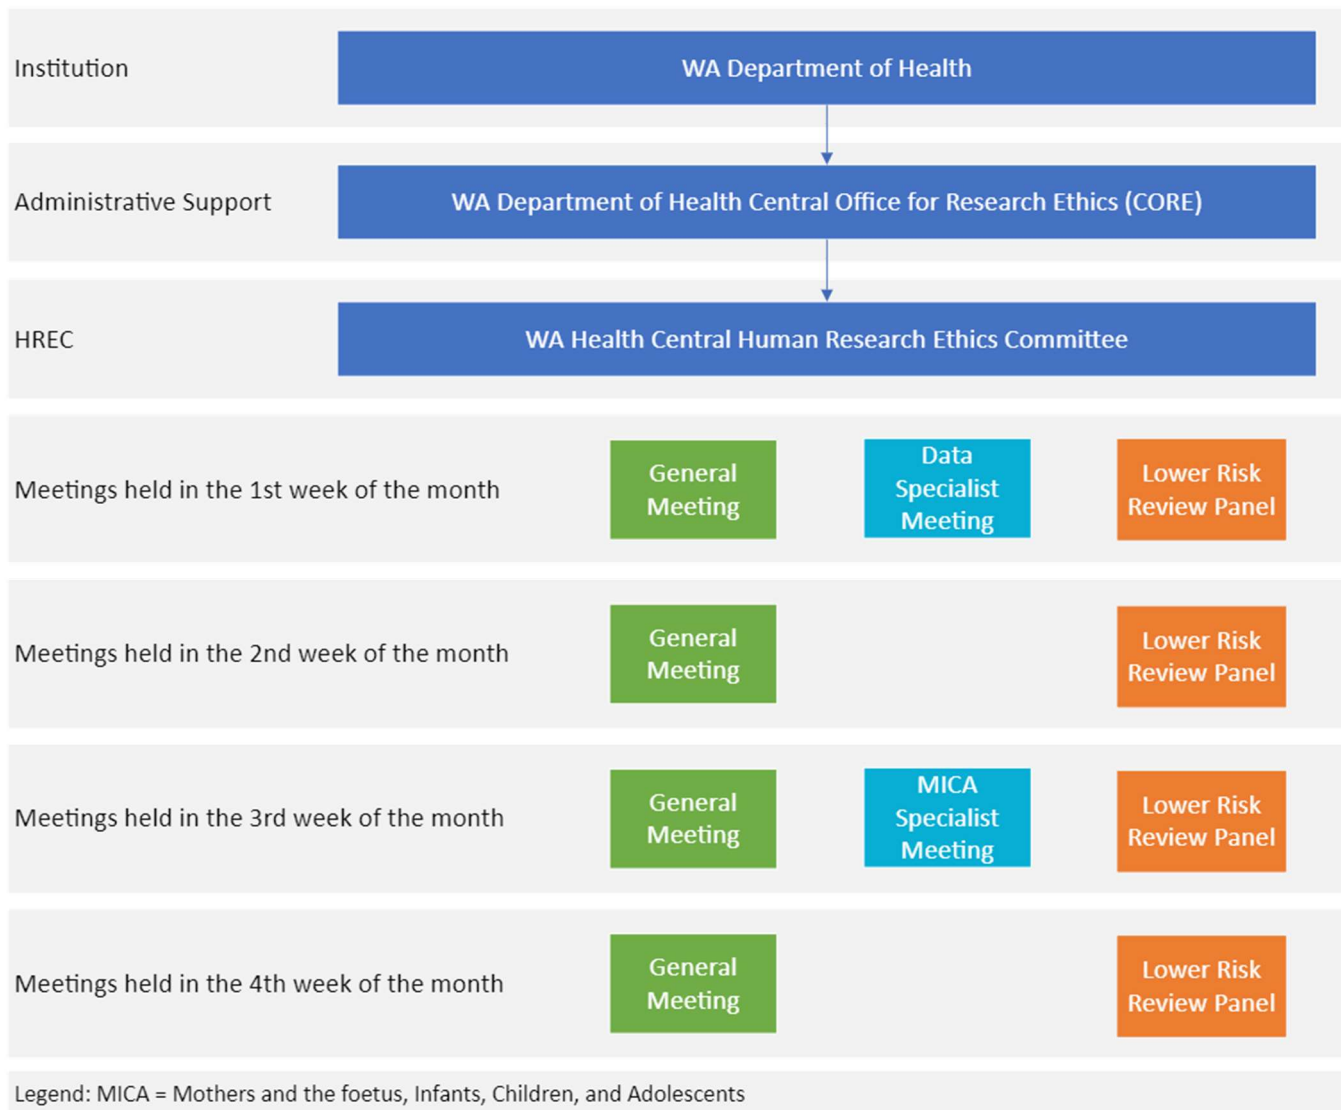 Institution
WA Department of Health
Administrative Support
WA Department of Health Central Office for Research Ethics (CORE)
HREC
WA Health Central Human Research Ethics Committee
Meetings held in the 1st week of the month
General
Meeting
Data
Specialist
Meeting
Lower Risk
Review Panel
Meetings held in the 2nd week of the month
General
Meeting
Lower Risk
Review Panel
Meetings held in the 3rd week of the month
General
Meeting
MICA
Specialist
Meeting
Lower Risk
Review Panel
Meetings held in the 4th week of the month
General
Meeting
Lower Risk
Review Panel
Legend: MICA = Mothers and the foetus, Infants, Children, and Adolescents